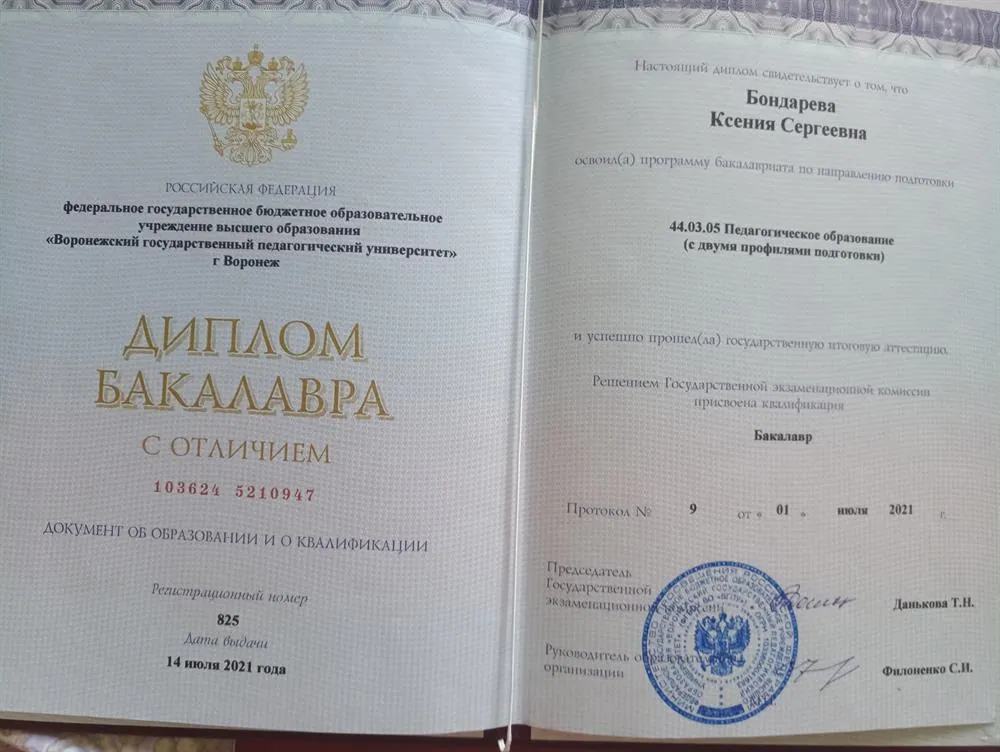 РОССИЙСКАЯ ФЕДЕРАЦИЯ
федеральное государственное бюджетное образовательное
учреждение высшего образования
«Воронежский государственный педагогический университет»
г Воронеж
ДИПЛОМ
БАКАЛАВРА
С ОТЛИЧИЕМ
103624 5210947
ДОКУМЕНТ ОБ ОБРАЗОВАНИИ И О КВАЛИФИКАЦИИ
Регистрационный номер
825
Дата выдачи
14 июля 2021 года
Настоящий диплом свидетельствует о том, что
Бондарева
Ксения Сергеевна
освоил(а) программу бакалавриата по направлению подготовки
44.03.05 Педагогическое образование
(с двумя профилями подготовки)
и успешно прошел(ла) государственную итоговую аттестацию.
Решением Государственной экзаменационной комиссии
присвоена квалификация
Бакалавр
Протокол № 9 от « 01 » июля 2021 г.
Председатель
Государственной
экзаменационной комиссии
Данькова Т.Н.
Руководитель образовательной
организации
Филоненко С.И.